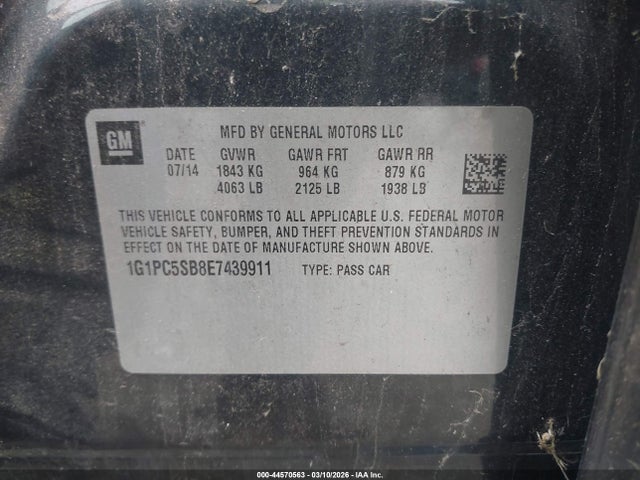 GM
MFD BY GENERAL MOTORS LLC
DATE GVWR GAWR FRT GAWR RR
07/14 1843 KG 964 KG 879 KG
4063 LB 2125 LB 1938 LB
THIS VEHICLE CONFORMS TO ALL APPLICABLE U.S. FEDERAL MOTOR
VEHICLE SAFETY, BUMPER, AND THEFT PREVENTION STANDARDS IN
EFFECT ON THE DATE OF MANUFACTURE SHOWN ABOVE.
1G1PC5SB8E7439911 TYPE: PASS CAR
000-44570563 - 03/10/2026 - IAAI.COM